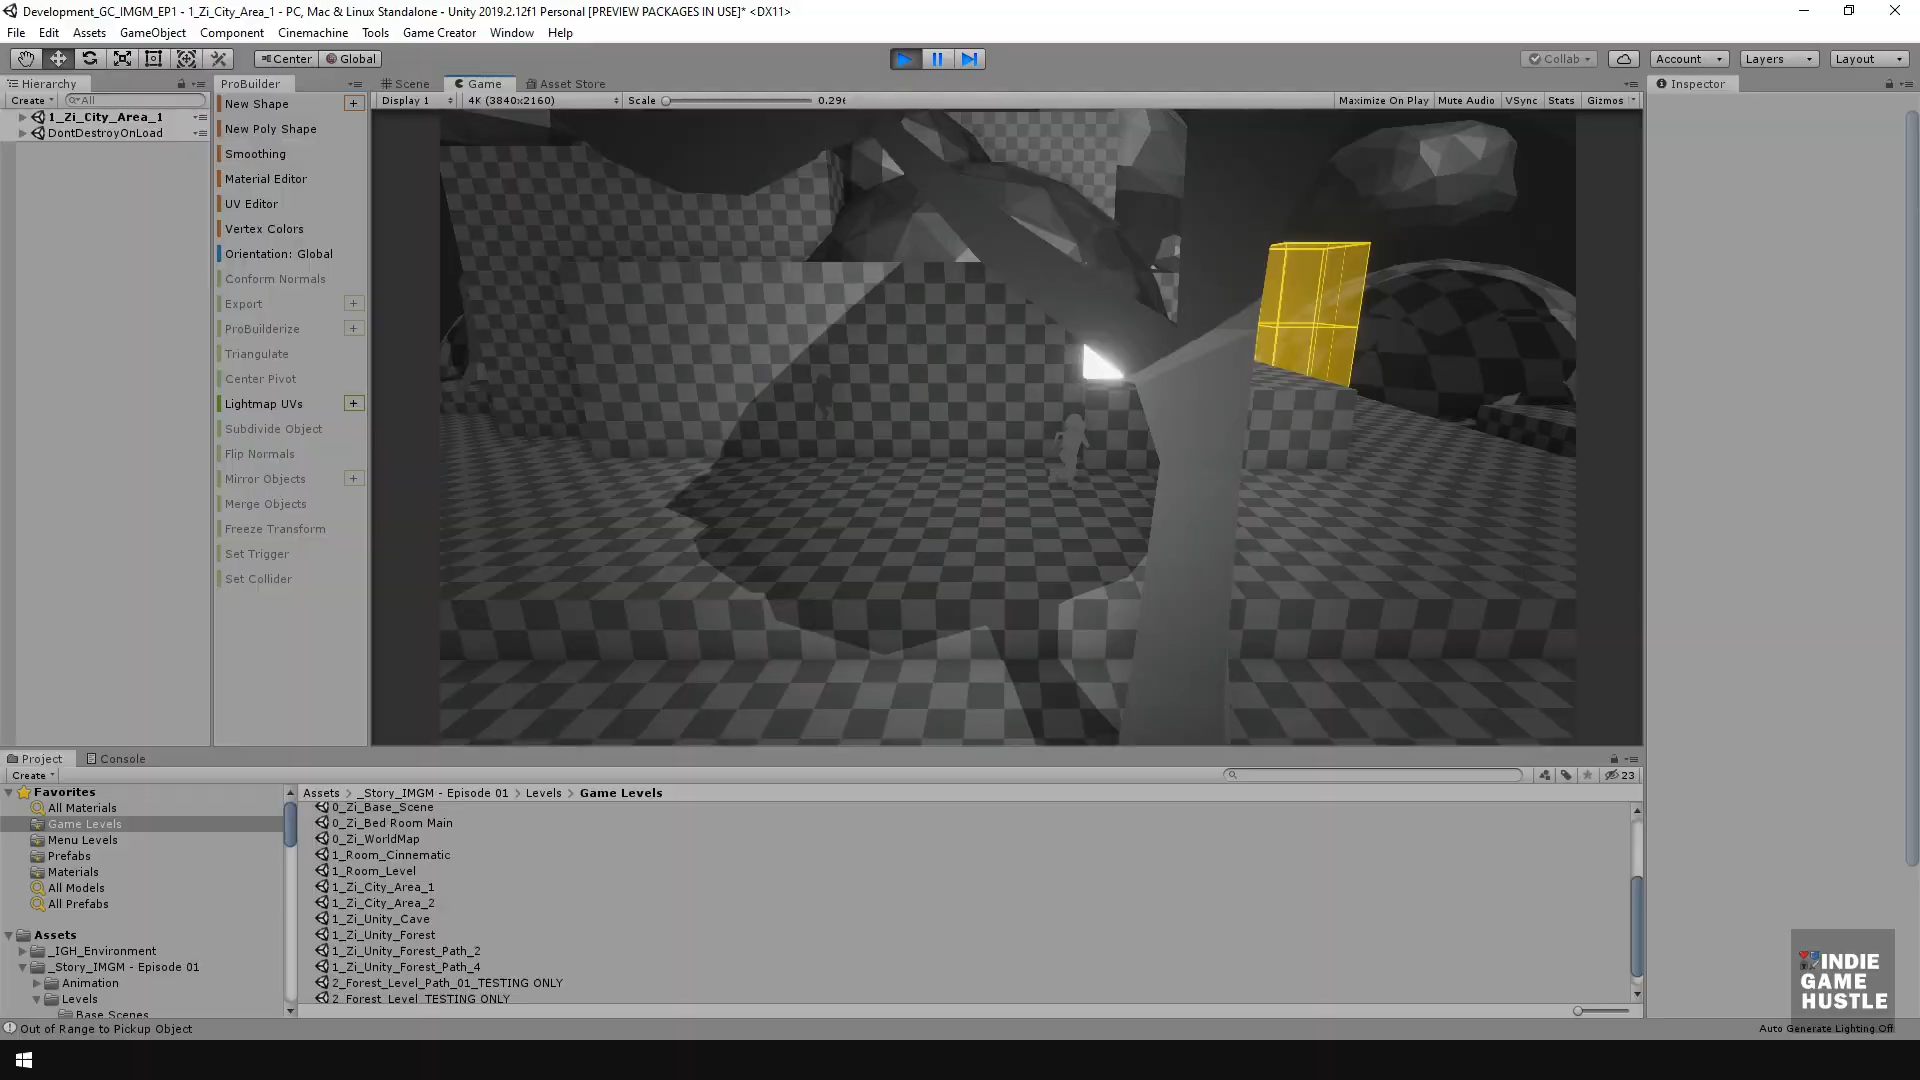 Development_GC_IMGM_EP1 - 1_Zi_City_Area_1 - PC, Mac & Linux Standalone - Unity 2019.2.12f1 Personal [PREVIEW PACKAGES IN USE]* <DX11>
File Edit Assets GameObject Component Cinemachine Tools Game Creator Window Help
Center Global Collab Account Layers Layout
Hierarchy
Create All
1_Zi_City_Area_1
DontDestroyOnLoad
ProBuilder
New Shape +
New Poly Shape
Smoothing
Material Editor
UV Editor
Vertex Colors
Orientation: Global
Conform Normals
Export +
ProBuilderize +
Triangulate
Center Pivot
Lightmap UVs +
Subdivide Object
Flip Normals
Mirror Objects +
Merge Objects
Freeze Transform
Set Trigger
Set Collider
Scene Game Asset Store
Display 1 4K (3840x2160) Scale 0.296 Maximize On Play Mute Audio VSync Stats Gizmos
Inspector
Project Console
Create 23
Favorites
All Materials
Game Levels
Menu Levels
Prefabs
Materials
All Models
All Prefabs
Assets
_IGH_Environment
_Story_IMGM - Episode 01
Animation
Levels
Base Scenes
Assets > _Story_IMGM - Episode 01 > Levels > Game Levels
0_Zi_Base_Scene
0_Zi_Bed Room Main
0_Zi_WorldMap
1_Room_Cinnematic
1_Room_Level
1_Zi_City_Area_1
1_Zi_City_Area_2
1_Zi_Unity_Cave
1_Zi_Unity_Forest
1_Zi_Unity_Forest_Path_2
1_Zi_Unity_Forest_Path_4
2_Forest_Level_Path_01_TESTING ONLY
2_Forest_Level_TESTING ONLY
INDIE
GAME
HUSTLE
Out of Range to Pickup Object
Auto Generate Lighting Off